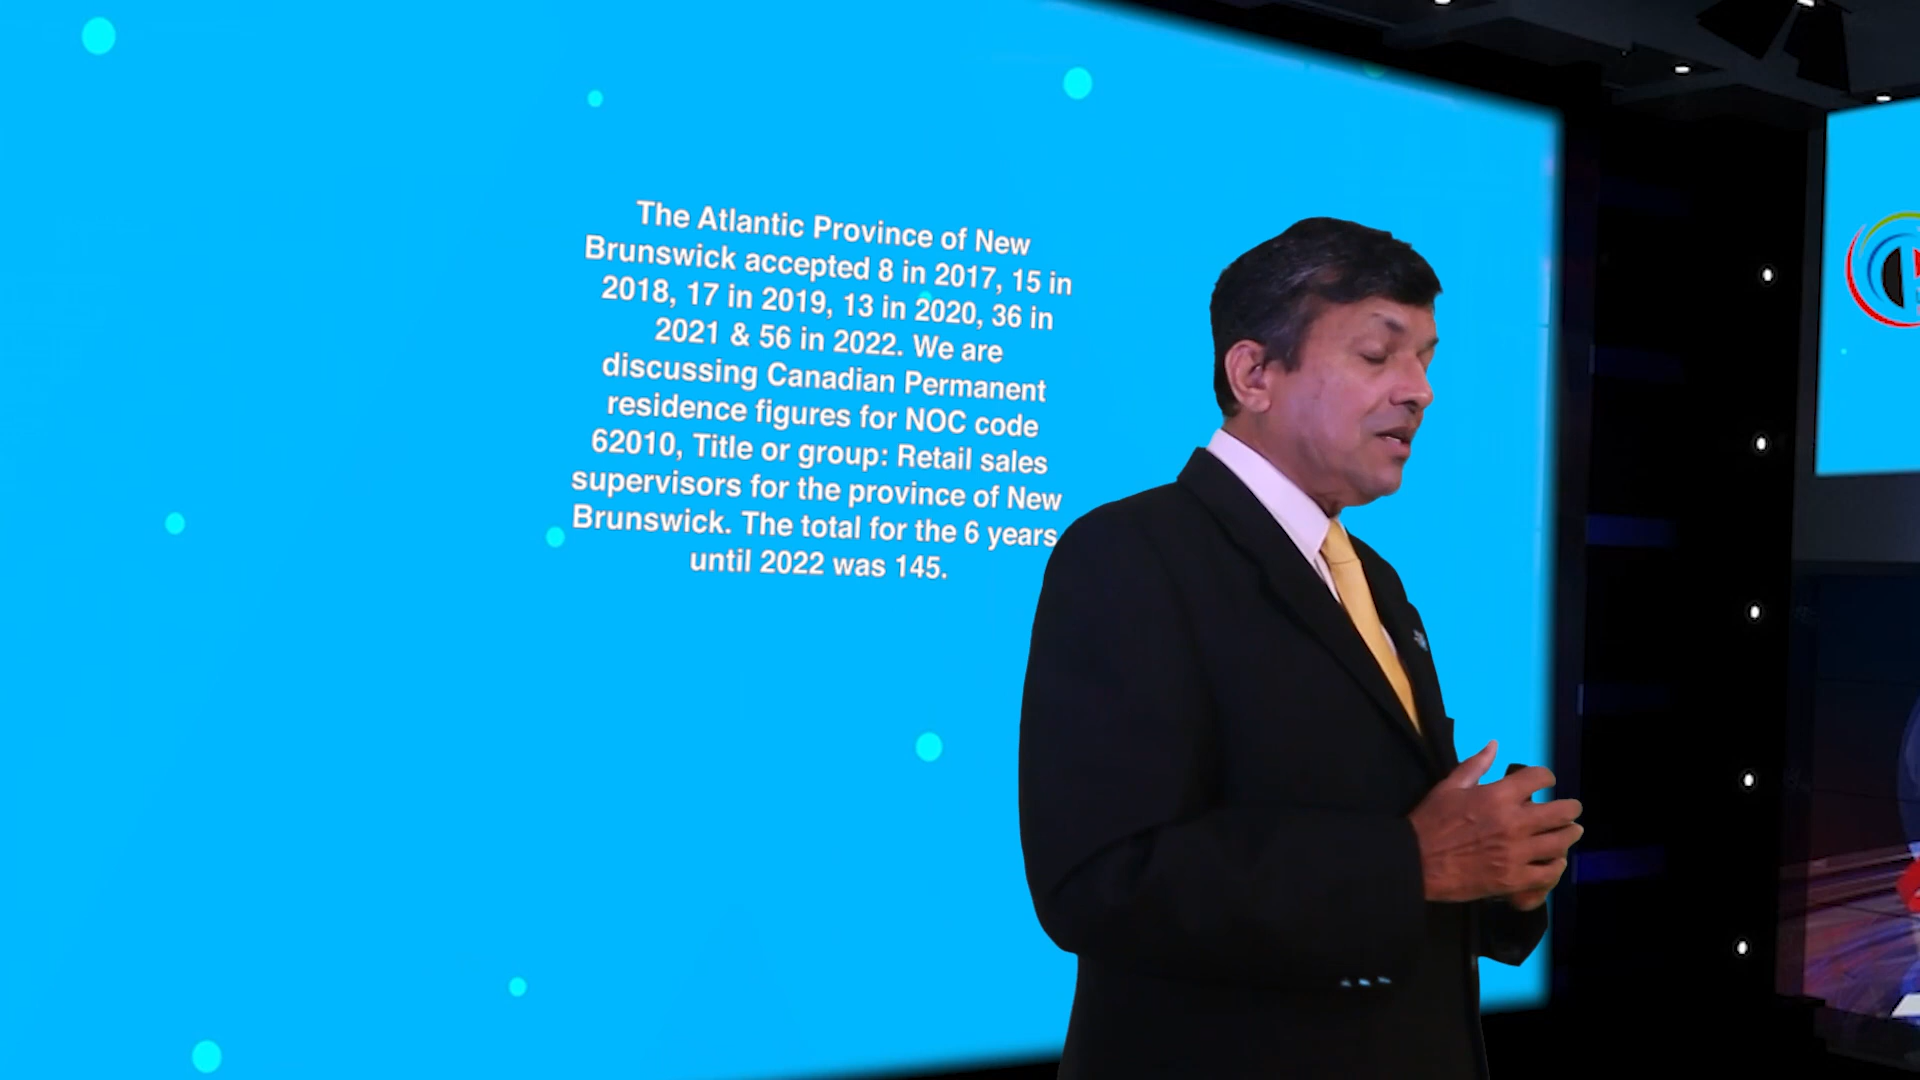 The Atlantic Province of New
Brunswick accepted 8 in 2017, 15 in
2018, 17 in 2019, 13 in 2020, 36 in
2021 & 56 in 2022. We are
discussing Canadian Permanent
residence figures for NOC code
62010, Title or group: Retail sales
supervisors for the province of New
Brunswick. The total for the 6 years
until 2022 was 145.